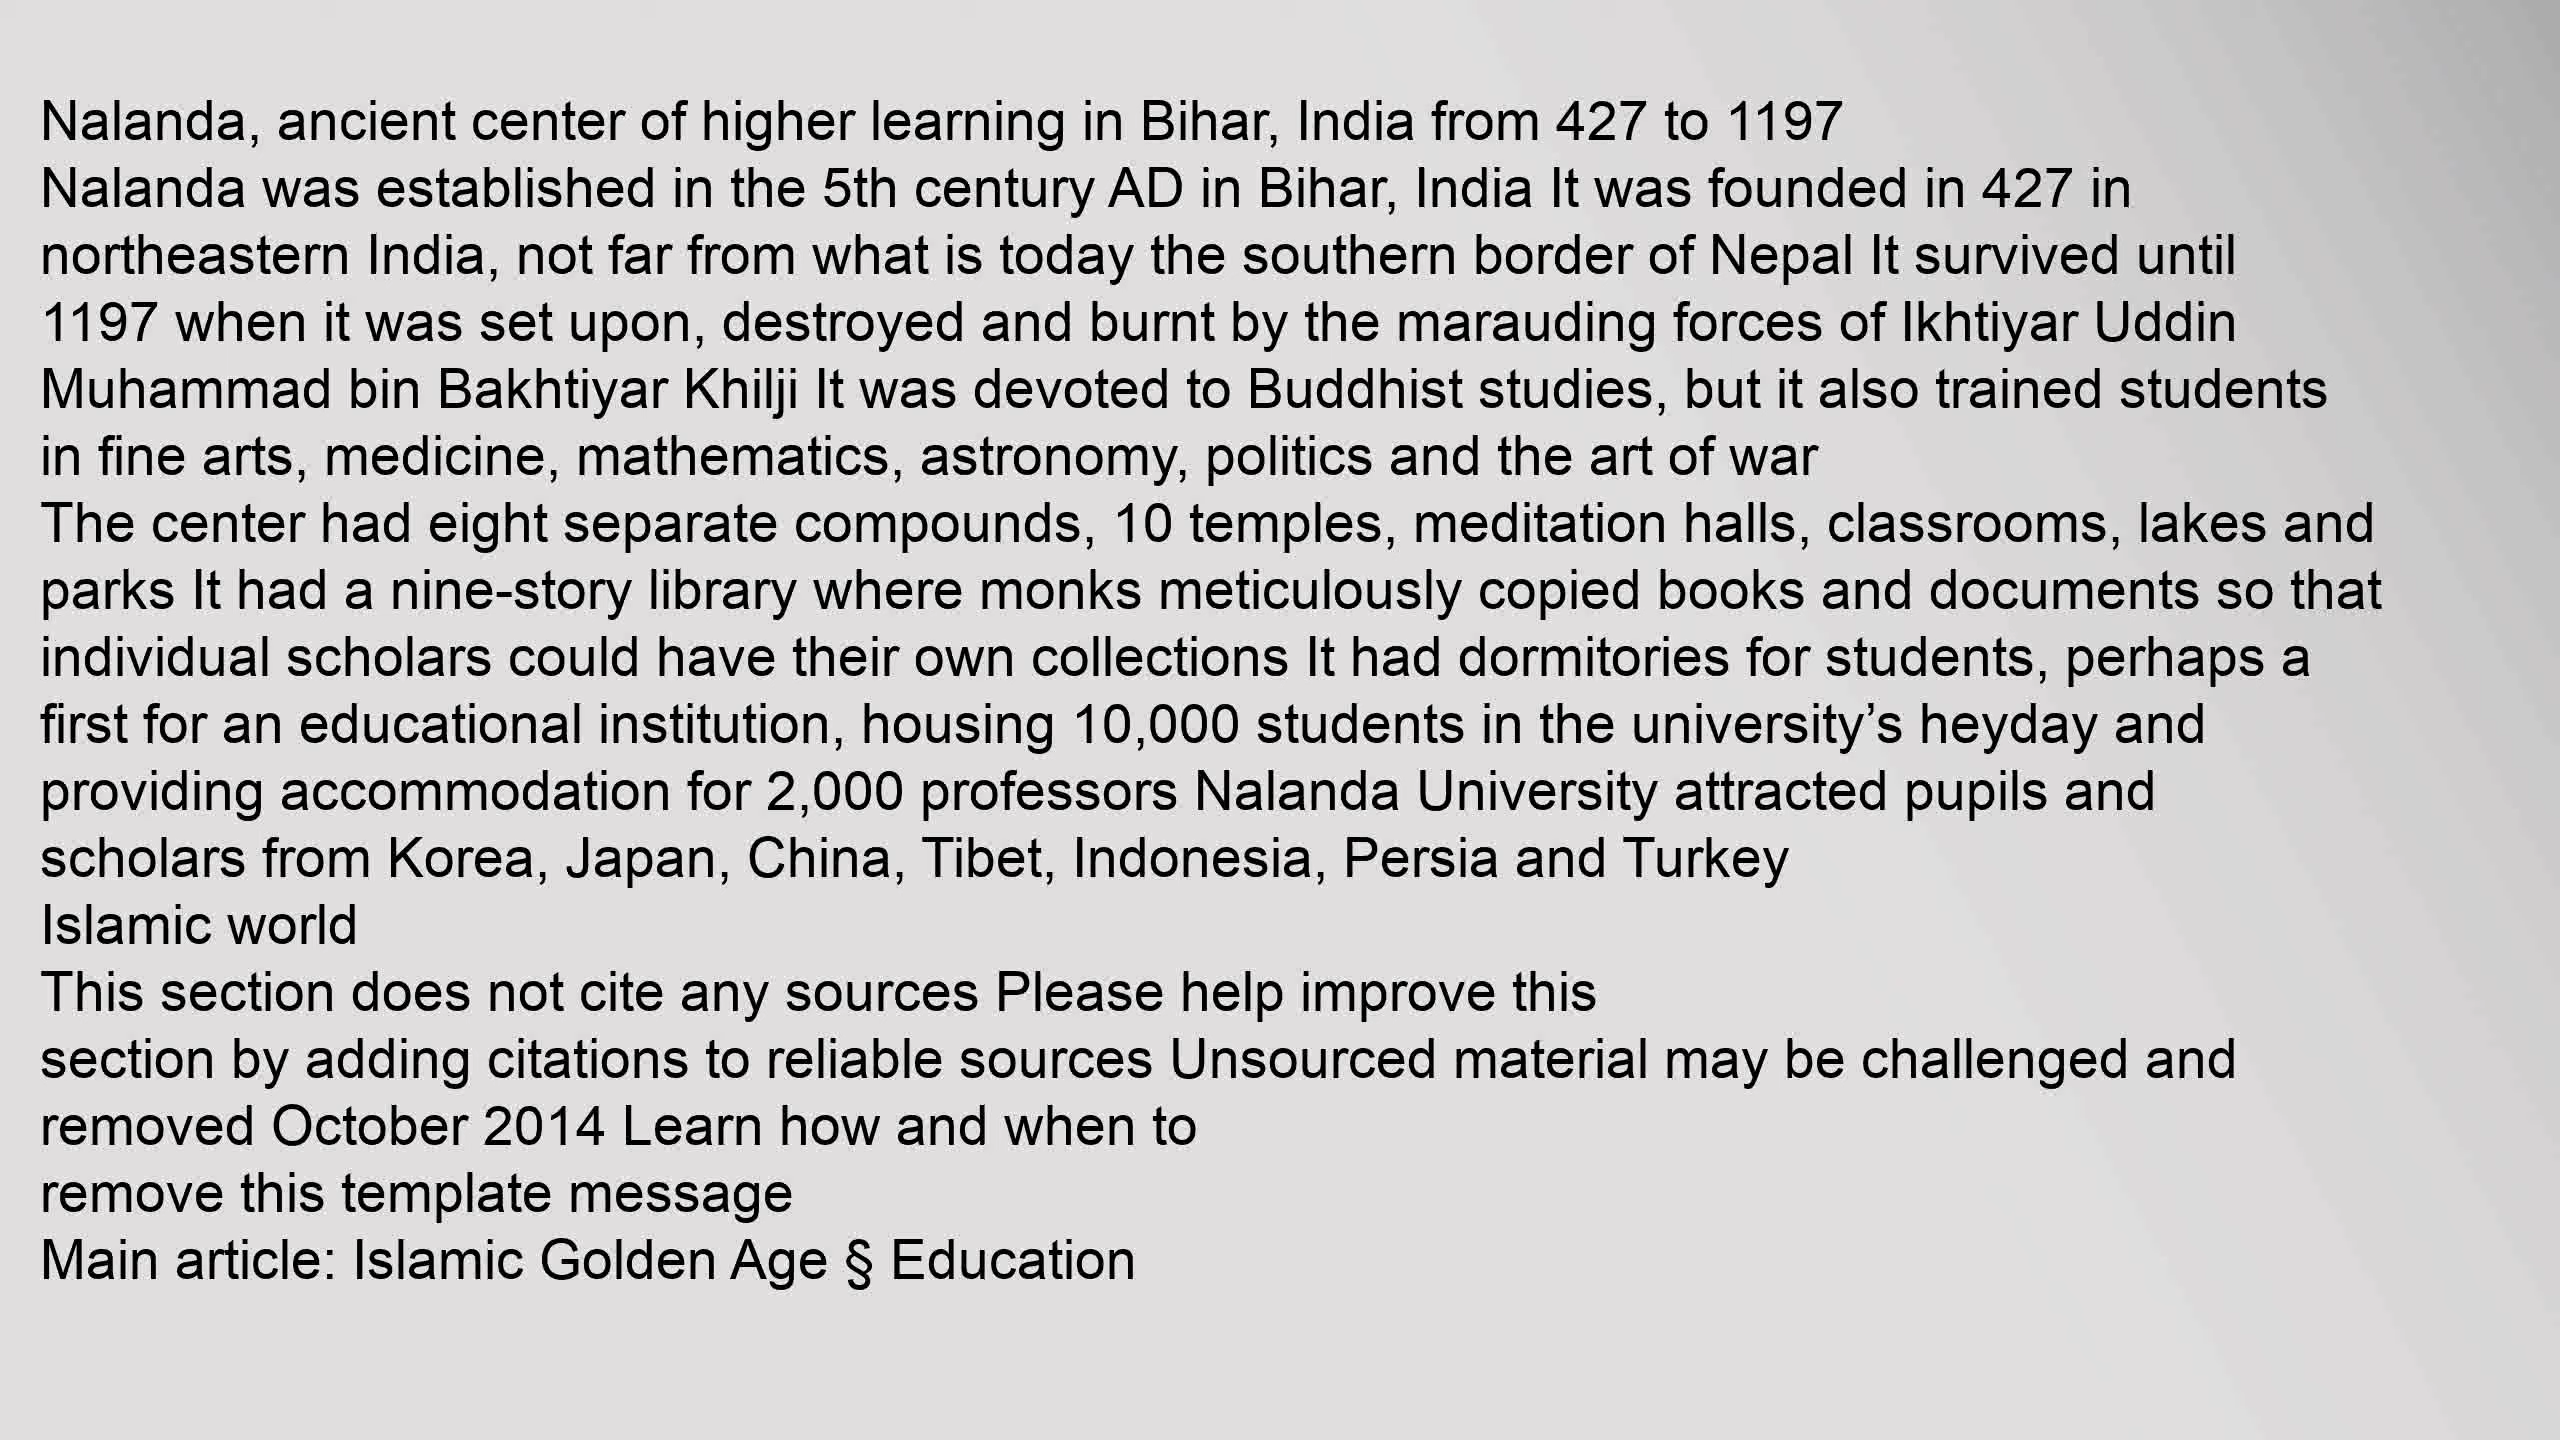 Nalanda, ancient center of higher learning in Bihar, India from 427 to 1197
Nalanda was established in the 5th century AD in Bihar, India It was founded in 427 in
northeastern India, not far from what is today the southern border of Nepal It survived until
1197 when it was set upon, destroyed and burnt by the marauding forces of Ikhtiyar Uddin
Muhammad bin Bakhtiyar Khilji It was devoted to Buddhist studies, but it also trained students
in fine arts, medicine, mathematics, astronomy, politics and the art of war
The center had eight separate compounds, 10 temples, meditation halls, classrooms, lakes and
parks It had a nine-story library where monks meticulously copied books and documents so that
individual scholars could have their own collections It had dormitories for students, perhaps a
first for an educational institution, housing 10,000 students in the university’s heyday and
providing accommodation for 2,000 professors Nalanda University attracted pupils and
scholars from Korea, Japan, China, Tibet, Indonesia, Persia and Turkey
Islamic world
This section does not cite any sources Please help improve this
section by adding citations to reliable sources Unsourced material may be challenged and
removed October 2014 Learn how and when to
remove this template message
Main article: Islamic Golden Age § Education